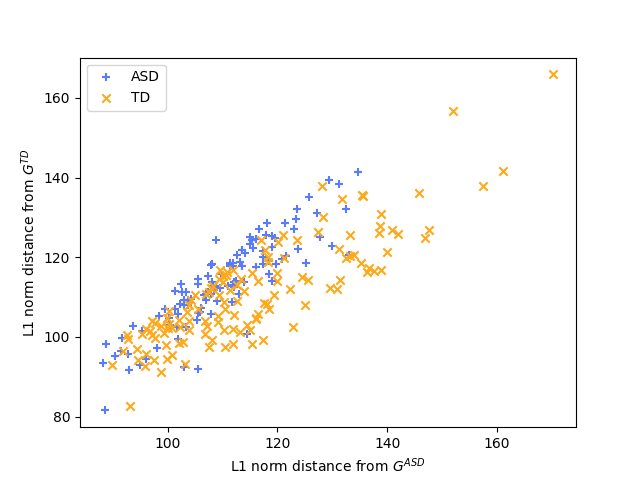 ASD
TD
160
140
120
100
80
L1 norm distance from G^{TD}
100
120
140
160
L1 norm distance from G^{ASD}